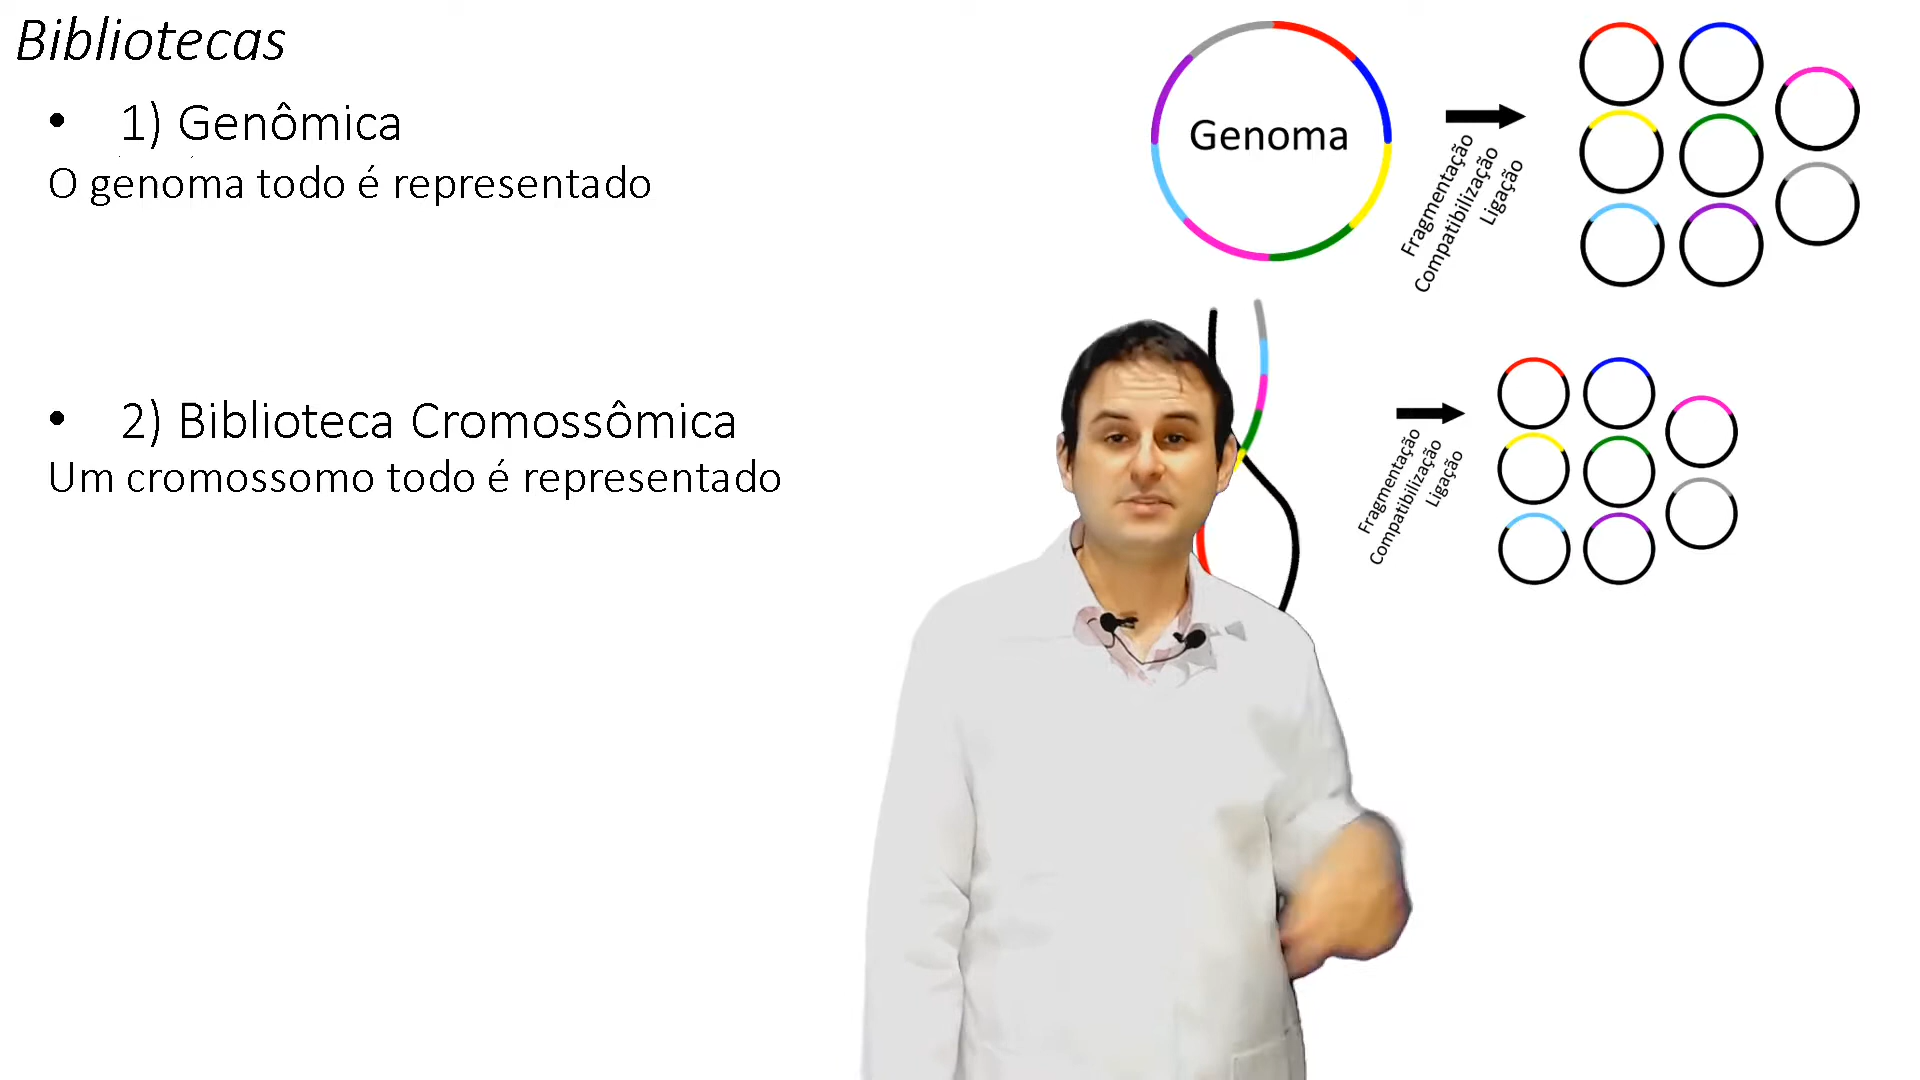 Bibliotecas
• 1) Genômica
O genoma todo é representado
Genoma
Fragmentação
Compatibilização
Ligação
• 2) Biblioteca Cromossômica
Um cromossomo todo é representado
Fragmentação
Compatibilização
Ligação